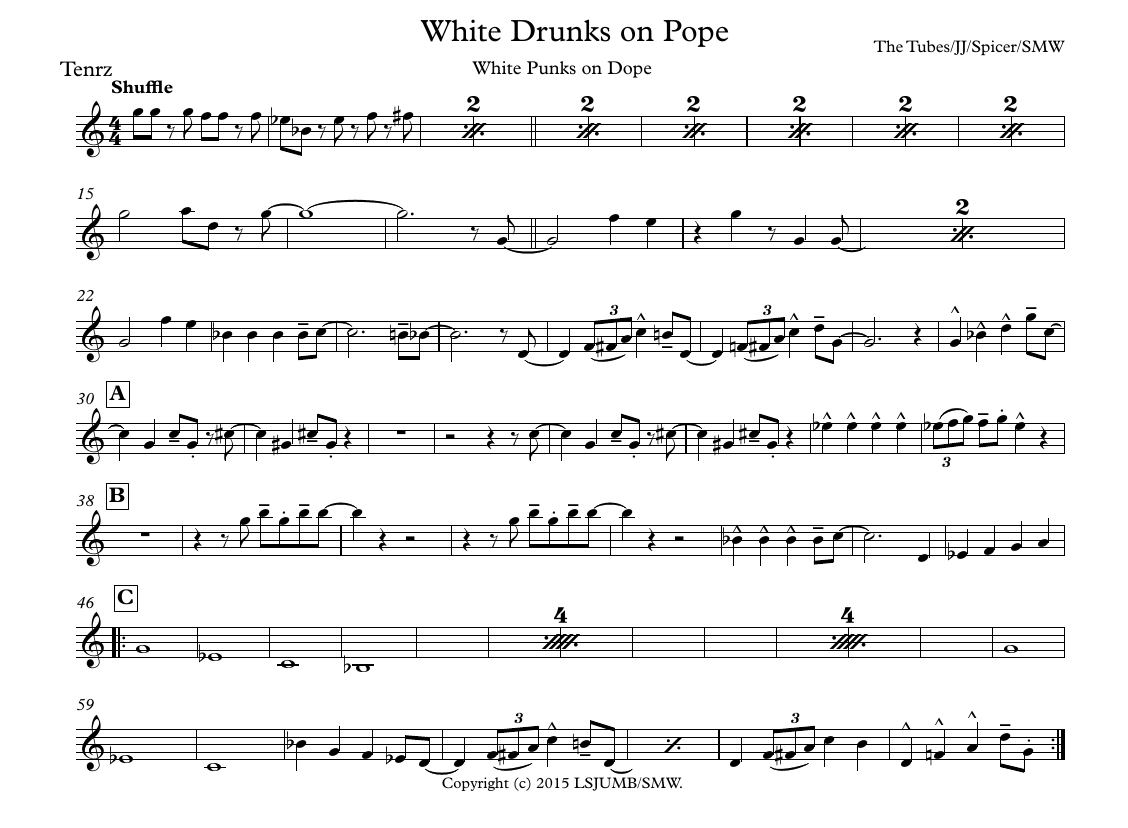 White Drunks on Pope
The Tubes/JJ/Spicer/SMW
Tenrz
White Punks on Dope
Shuffle
4
4
2 2 2 2 2 2
15
2
22
3 3
30 A
3
38 B
46 C
4 4
59
3 3
Copyright (c) 2015 LSJUMB/SMW.